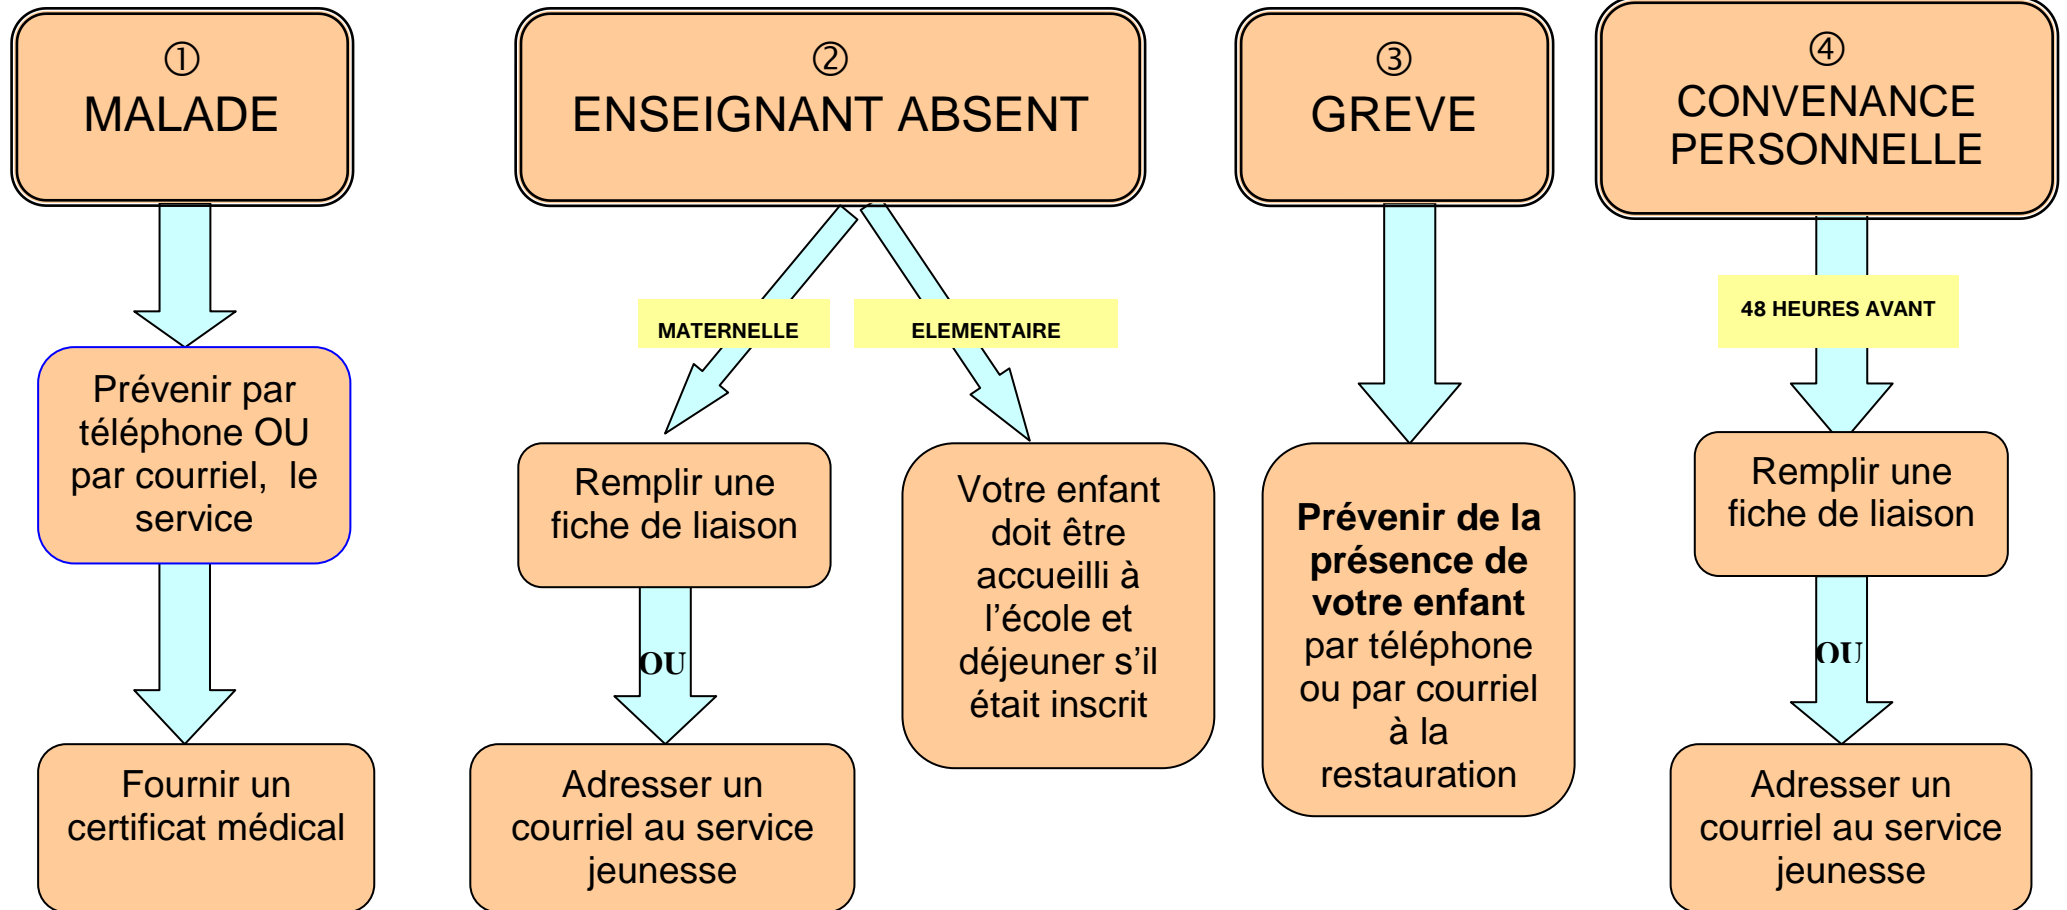 ①
MALADE
Prévenir par
téléphone OU
par courriel, le
service
Fournir un
certificat médical
②
ENSEIGNANT ABSENT
MATERNELLE
Remplir une
fiche de liaison
OU
Adresser un
courriel au service
jeunesse
ELEMENTAIRE
Votre enfant
doit être
accueilli à
l’école et
déjeuner s’il
était inscrit
③
GREVE
Prévenir de la
présence de
votre enfant
par téléphone
ou par courriel
à la
restauration
④
CONVENANCE
PERSONNELLE
48 HEURES AVANT
Remplir une
fiche de liaison
OU
Adresser un
courriel au service
jeunesse